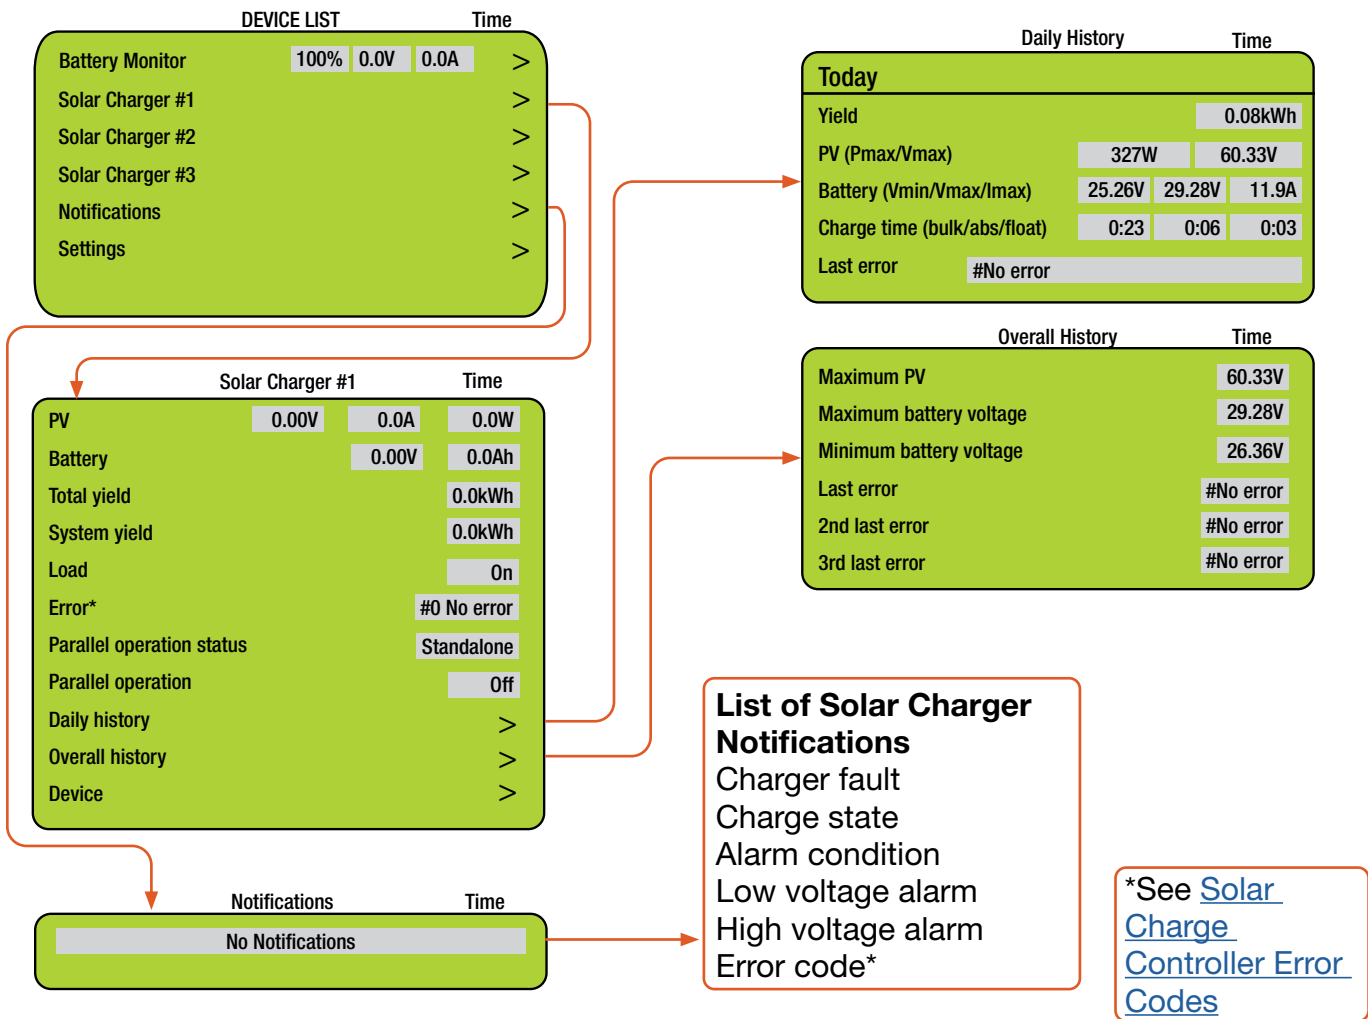 DEVICE LIST Time
Battery Monitor 100% 0.0V 0.0A >
Solar Charger #1 >
Solar Charger #2 >
Solar Charger #3 >
Notifications >
Settings >
Solar Charger #1 Time
PV 0.00V 0.0A 0.0W
Battery 0.00V 0.0Ah
Total yield 0.0kWh
System yield 0.0kWh
Load On
Error* #0 No error
Parallel operation status Standalone
Parallel operation Off
Daily history >
Overall history >
Device >
Notifications Time
No Notifications
Daily History Time
Today
Yield 0.08kWh
PV (Pmax/Vmax) 327W 60.33V
Battery (Vmin/Vmax/Imax) 25.26V 29.28V 11.9A
Charge time (bulk/abs/float) 0:23 0:06 0:03
Last error #No error
Overall History Time
Maximum PV 60.33V
Maximum battery voltage 29.28V
Minimum battery voltage 26.36V
Last error #No error
2nd last error #No error
3rd last error #No error
List of Solar Charger
Notifications
Charger fault
Charge state
Alarm condition
Low voltage alarm
High voltage alarm
Error code*
*See Solar
Charge
Controller Error
Codes